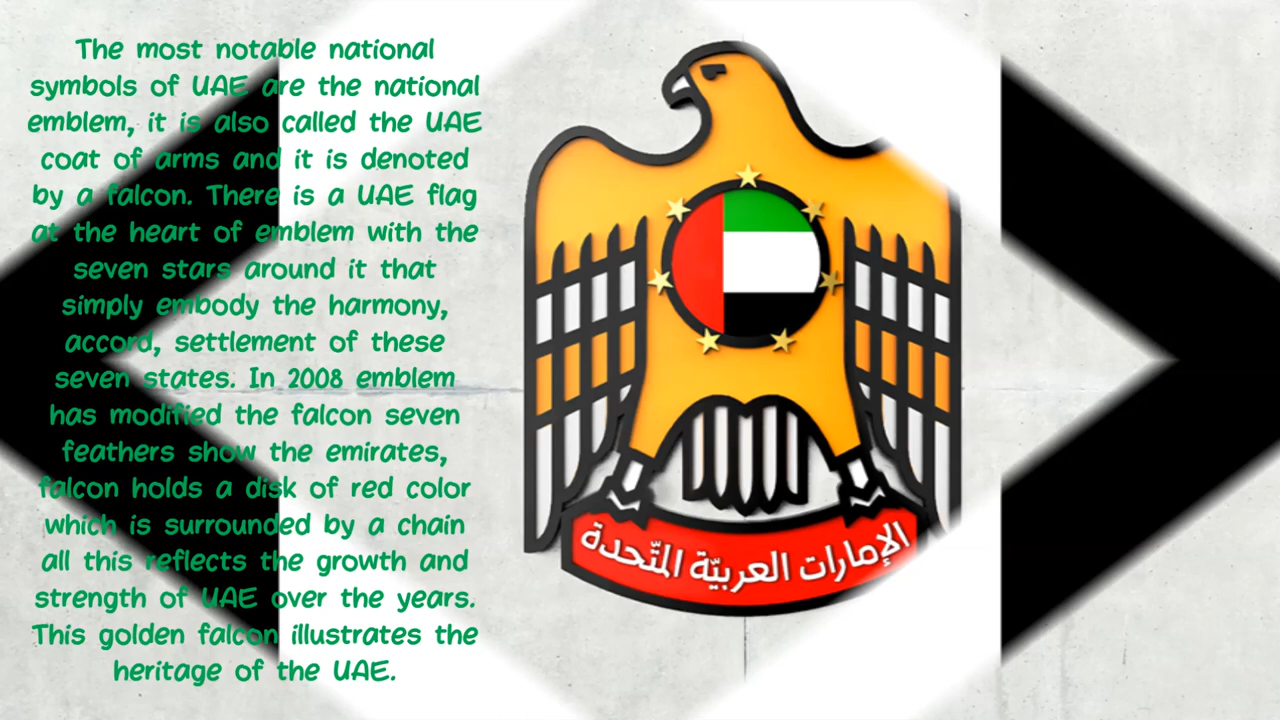 The most notable national
symbols of UAE are the national
emblem, it is also called the UAE
coat of arms and it is denoted
by a falcon. There is a UAE flag
at the heart of emblem with the
seven stars around it that
simply embody the harmony,
accord, settlement of these
seven states. In 2008 emblem
has modified the falcon seven
feathers show the emirates,
falcon holds a disk of red color
which is surrounded by a chain
all this reflects the growth and
strength of UAE over the years.
This golden falcon illustrates the
heritage of the UAE.
الإمارات العربيّة المتّحدة